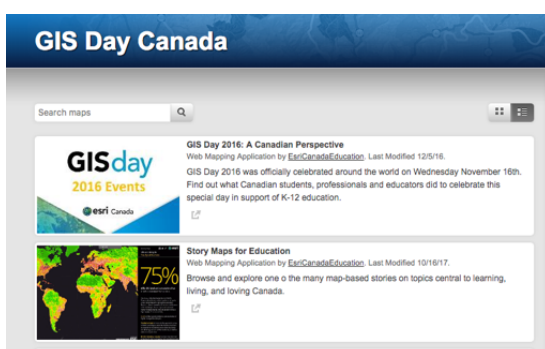 GIS Day Canada
Search maps
GISday
2016 Events
esri Canada
GIS Day 2016: A Canadian Perspective
Web Mapping Application by EsriCanadaEducation. Last Modified 12/5/16.
GIS Day 2016 was officially celebrated around the world on Wednesday November 16th.
Find out what Canadian students, professionals and educators did to celebrate this
special day in support of K-12 education.
75%
Story Maps for Education
Web Mapping Application by EsriCanadaEducation. Last Modified 10/16/17.
Browse and explore one o the many map-based stories on topics central to learning,
living, and loving Canada.